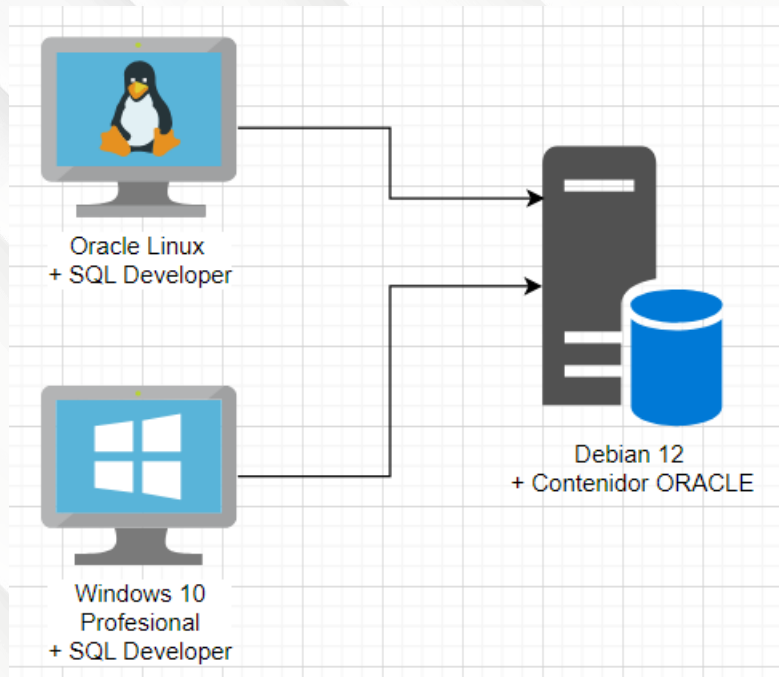 Oracle Linux
+ SQL Developer
Debian 12
+ Contenidor ORACLE
Windows 10
Profesional
+ SQL Developer